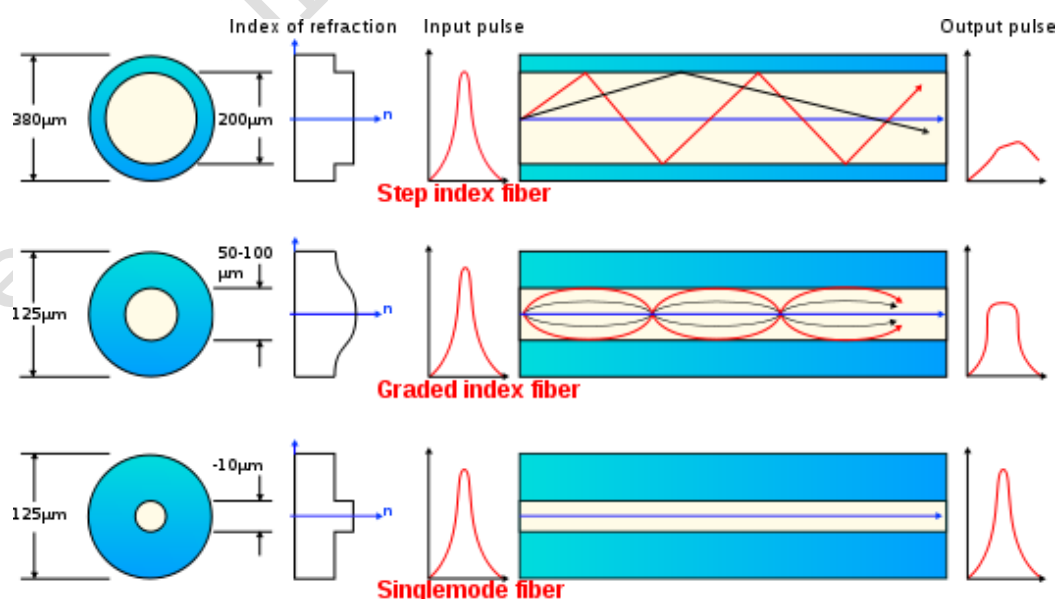 Index of refraction
Input pulse
Output pulse
380μm
200μm
n
Step index fiber
50-100
μm
125μm
n
Graded index fiber
-10μm
125μm
n
Singlemode fiber